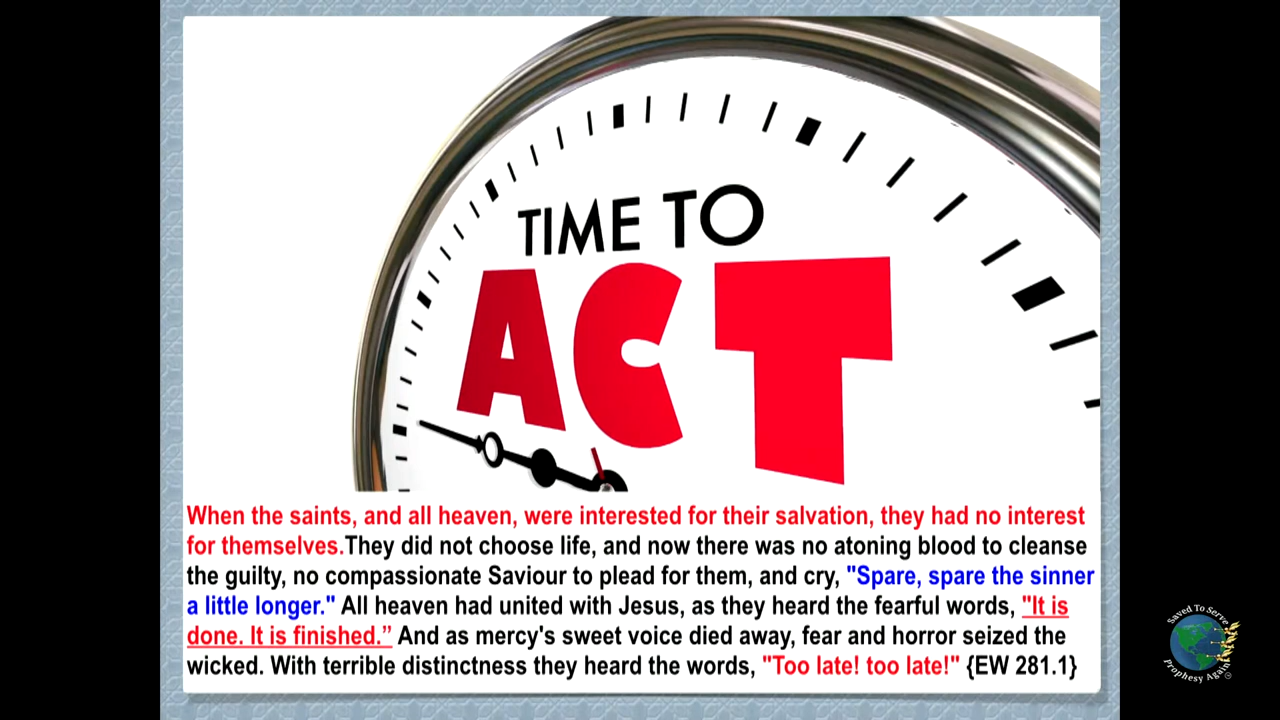 TIME TO
ACT
When the saints, and all heaven, were interested for their salvation, they had no interest
for themselves.They did not choose life, and now there was no atoning blood to cleanse
the guilty, no compassionate Saviour to plead for them, and cry, "Spare, spare the sinner
a little longer." All heaven had united with Jesus, as they heard the fearful words, "It is
done. It is finished.” And as mercy's sweet voice died away, fear and horror seized the
wicked. With terrible distinctness they heard the words, "Too late! too late!" {EW 281.1}
Saved To Serve
Prophesy Again